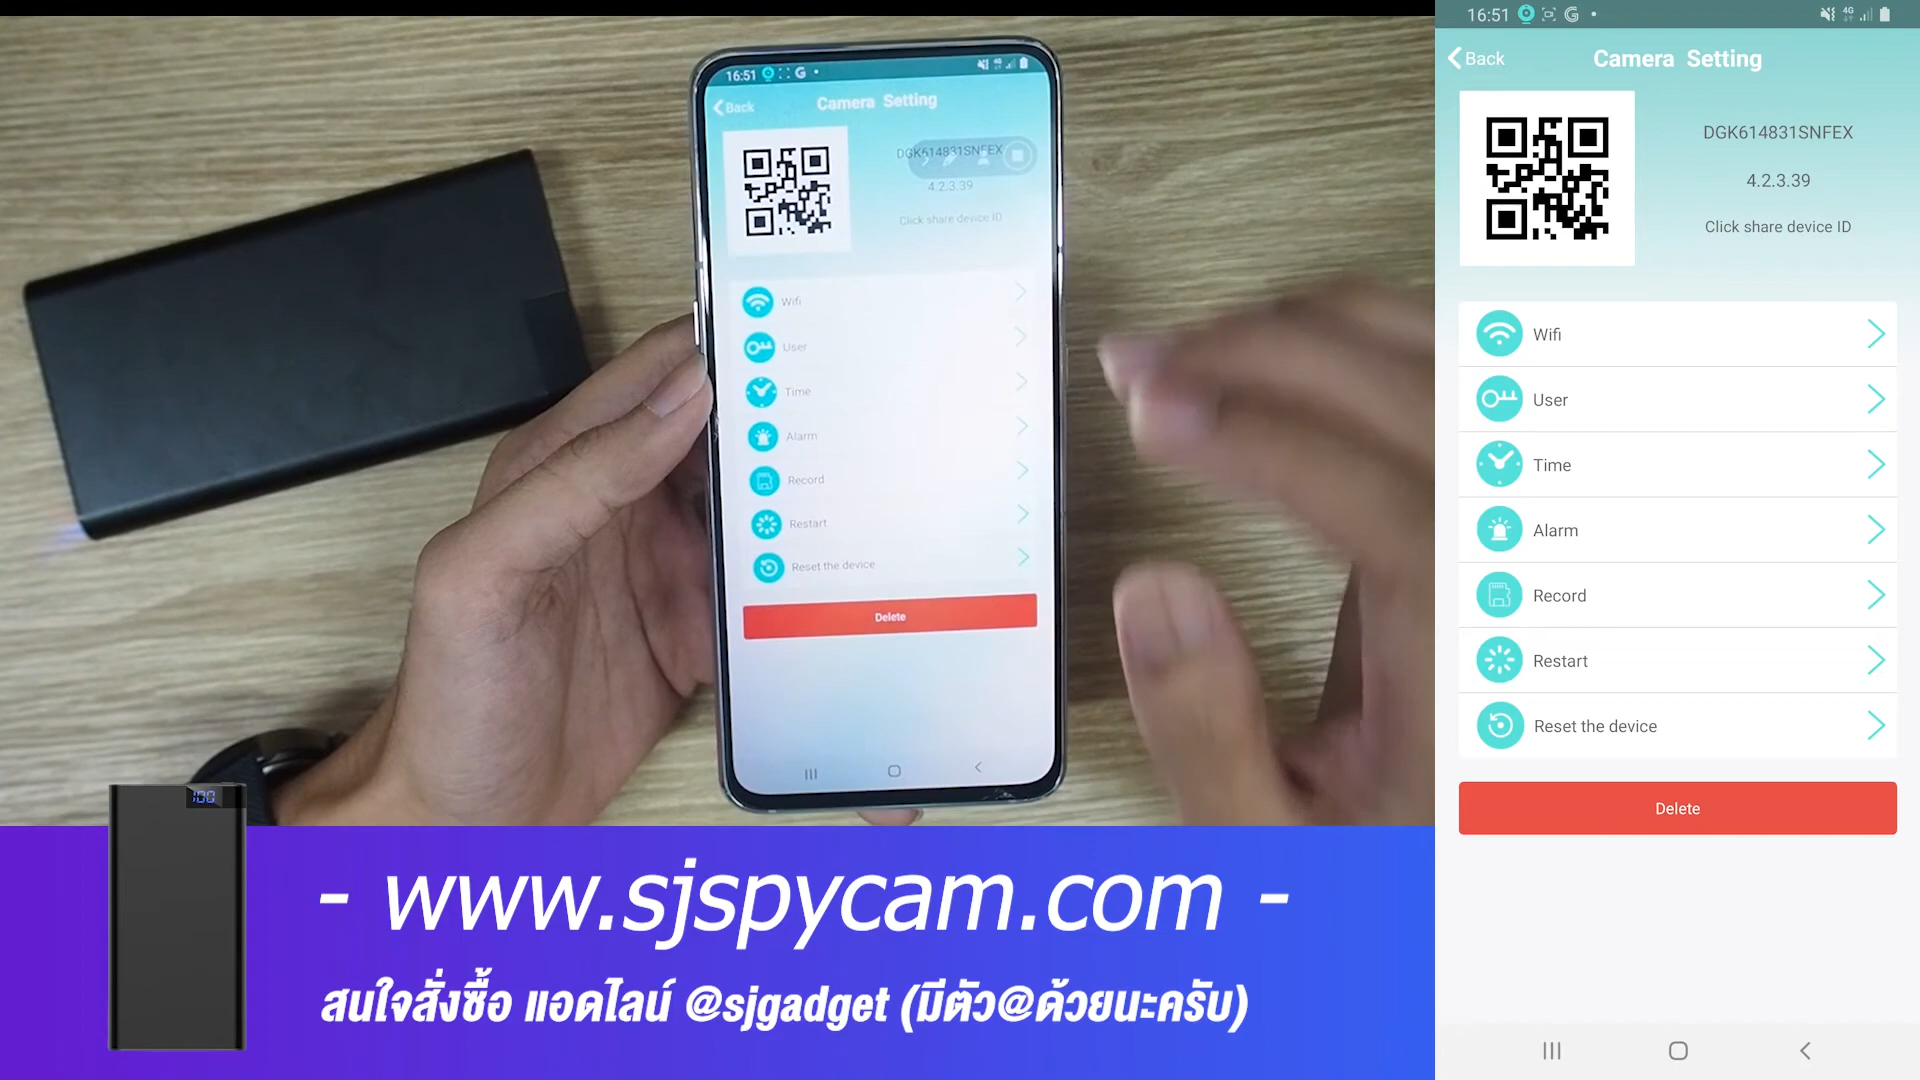 16:51
Back
Camera Setting
DGK614831SNFEX
4.2.3.39
Click share device ID
Wifi
User
Time
Alarm
Record
Restart
Reset the device
Delete
100
- www.sjspycam.com -
สนใจสั่งซื้อ แอดไลน์ @sjgadget (มีตัว@ด้วยนะครับ)
16:51
4G
Back
Camera Setting
DGK614831SNFEX
4.2.3.39
Click share device ID
Wifi
User
Time
Alarm
Record
Restart
Reset the device
Delete